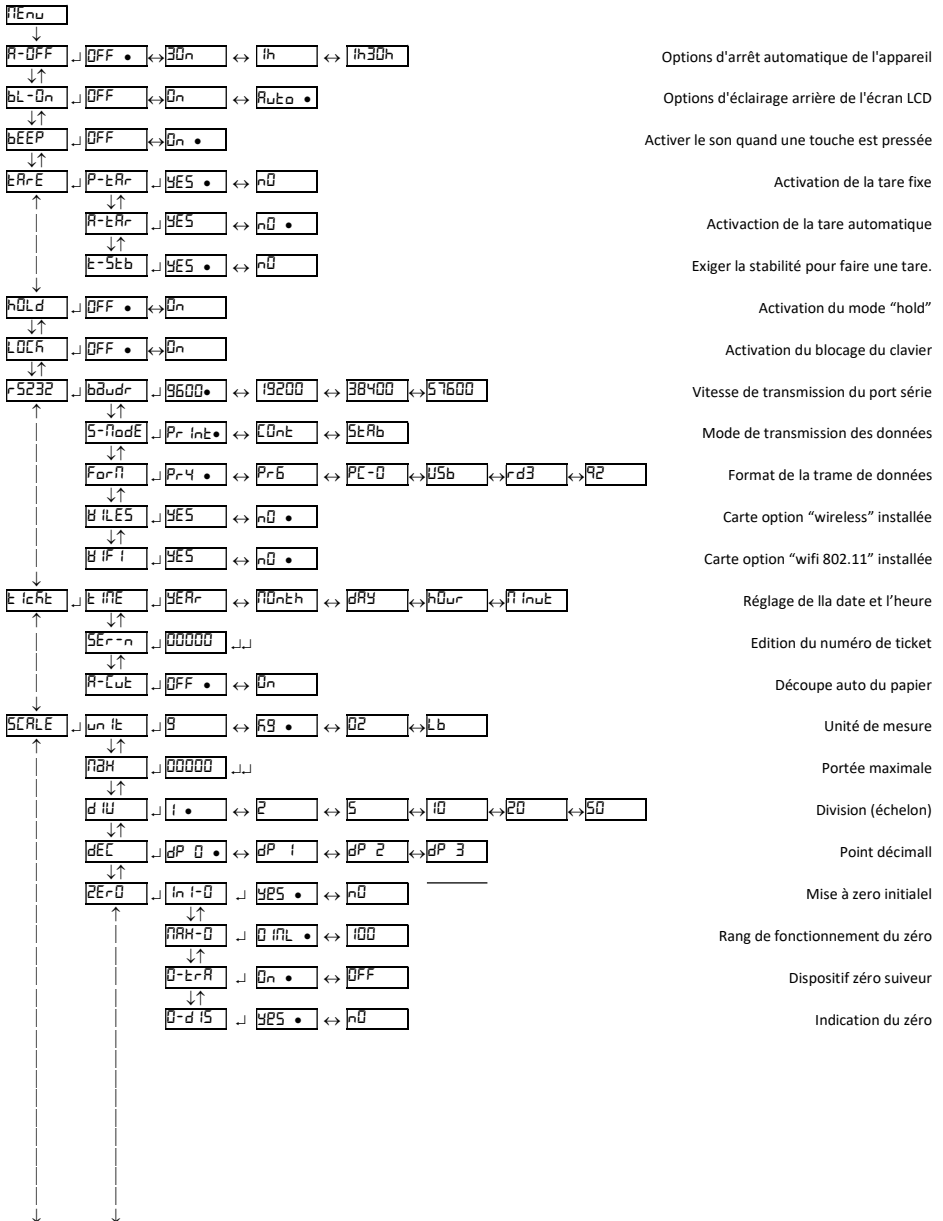 MEnu
↓
A-OFF ↵ OFF • ↔ 30n ↔ 1h ↔ 1h30h Options d'arrêt automatique de l'appareil
↓↑
bL-On ↵ OFF ↔ On ↔ Auto • Options d'éclairage arrière de l'écran LCD
↓↑
bEEP ↵ OFF ↔ On • Activer le son quand une touche est pressée
↓↑
tArE ↵ P-tAr ↵ YES • ↔ nO Activation de la tare fixe
↓↑
A-tAr ↵ YES ↔ nO • Activaction de la tare automatique
↓↑
t-Stb ↵ YES • ↔ nO Exiger la stabilité pour faire une tare.
hOLd ↵ OFF • ↔ On Activation du mode “hold”
↓↑
LOCK ↵ OFF • ↔ On Activation du blocage du clavier
↓↑
rS232 ↵ baudr ↵ 9600• ↔ 19200 ↔ 38400 ↔ 57600 Vitesse de transmission du port série
↓↑
S-ModE ↵ Print• ↔ COnt ↔ StAb Mode de transmission des données
↓↑
ForM ↵ Pr4 • ↔ Pr6 ↔ PC-0 ↔ USb ↔ rd3 ↔ 92 Format de la trame de données
↓↑
WILES ↵ YES ↔ nO • Carte option “wireless” installée
↓↑
WIFI ↵ YES ↔ nO • Carte option “wifi 802.11” installée
tIckt ↵ tIME ↵ YEAr ↔ MOnth ↔ dAY ↔ hOur ↔ MInut Réglage de lla date et l’heure
↓↑
SEr-n ↵ 00000 ↵↵ Edition du numéro de ticket
↓↑
A-Cut ↵ OFF • ↔ On Découpe auto du papier
SCALE ↵ unIt ↵ g ↔ kg • ↔ OZ ↔ Lb Unité de mesure
↓↑
MaX ↵ 00000 ↵↵ Portée maximale
↓↑
dIV ↵ 1 • ↔ 2 ↔ 5 ↔ 10 ↔ 20 ↔ 50 Division (échelon)
↓↑
dEC ↵ dP 0 • ↔ dP 1 ↔ dP 2 ↔ dP 3 Point décimall
↓↑
ZErO ↵ InI-0 ↵ yes • ↔ nO Mise à zero initialel
↓↑
MAX-0 ↵ OIML • ↔ 100 Rang de fonctionnement du zéro
↓↑
0-trA ↵ On • ↔ OFF Dispositif zéro suiveur
↓↑
0-dIS ↵ yes • ↔ nO Indication du zéro